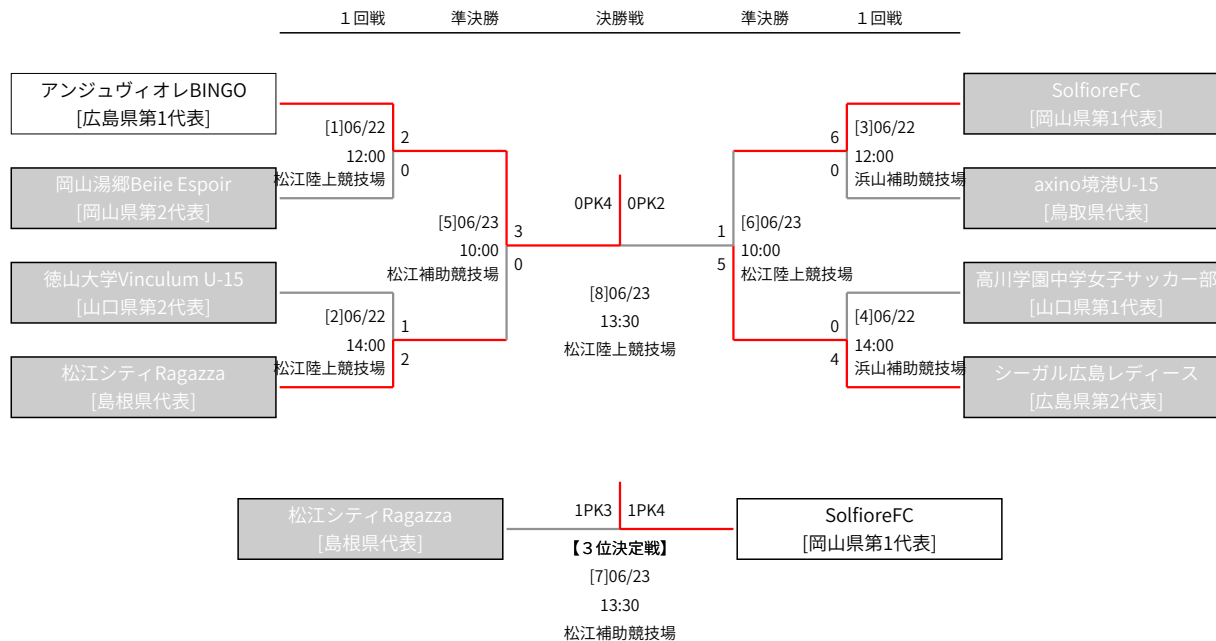 １回戦 準決勝 決勝戦 準決勝 １回戦
アンジュヴィオレBINGO
[広島県第1代表]
岡山湯郷Beiie Espoir
[岡山県第2代表]
徳山大学Vinculum U-15
[山口県第2代表]
松江シティRagazza
[島根県代表]
[1]06/22
12:00
松江陸上競技場
2
0
[2]06/22
14:00
松江陸上競技場
1
2
[5]06/23
10:00
松江補助競技場
3
0
0PK4 0PK2
[8]06/23
13:30
松江陸上競技場
1
5
[6]06/23
10:00
松江陸上競技場
6
0
[3]06/22
12:00
浜山補助競技場
0
4
[4]06/22
14:00
浜山補助競技場
SolfioreFC
[岡山県第1代表]
axino境港U-15
[鳥取県代表]
高川学園中学女子サッカー部
[山口県第1代表]
シーガル広島レディース
[広島県第2代表]
松江シティRagazza
[島根県代表]
1PK3 1PK4
SolfioreFC
[岡山県第1代表]
【３位決定戦】
[7]06/23
13:30
松江補助競技場